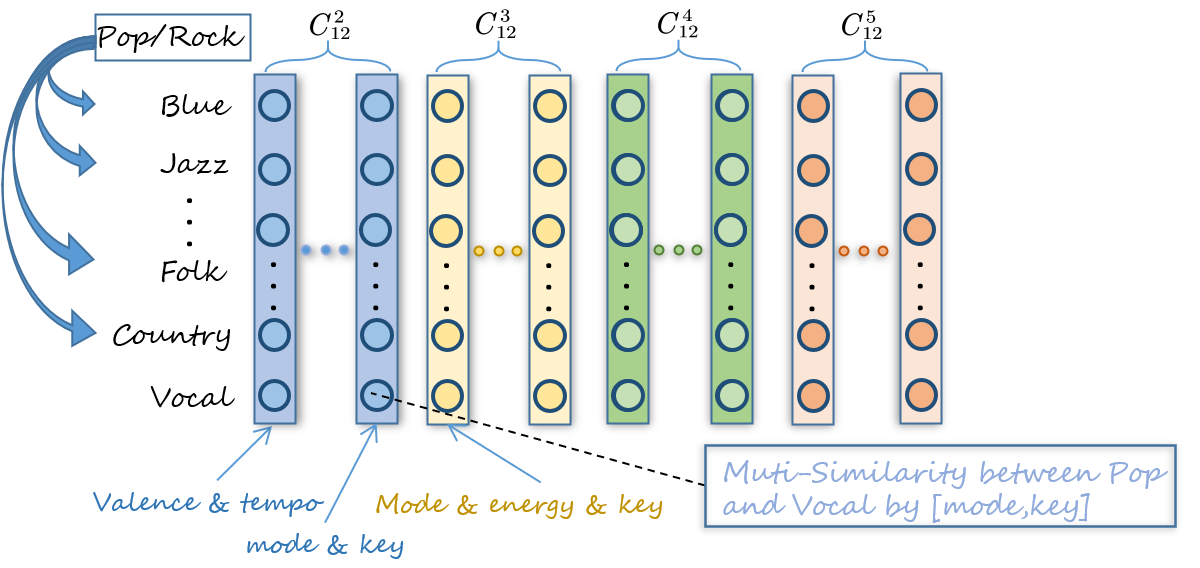 Pop/Rock
C_{12}^{2} C_{12}^{3} C_{12}^{4} C_{12}^{5}
Blue
Jazz
Folk
Country
Vocal
Valence & tempo
mode & key
Mode & energy & key
Muti-Similarity between Pop
and Vocal by [mode,key]